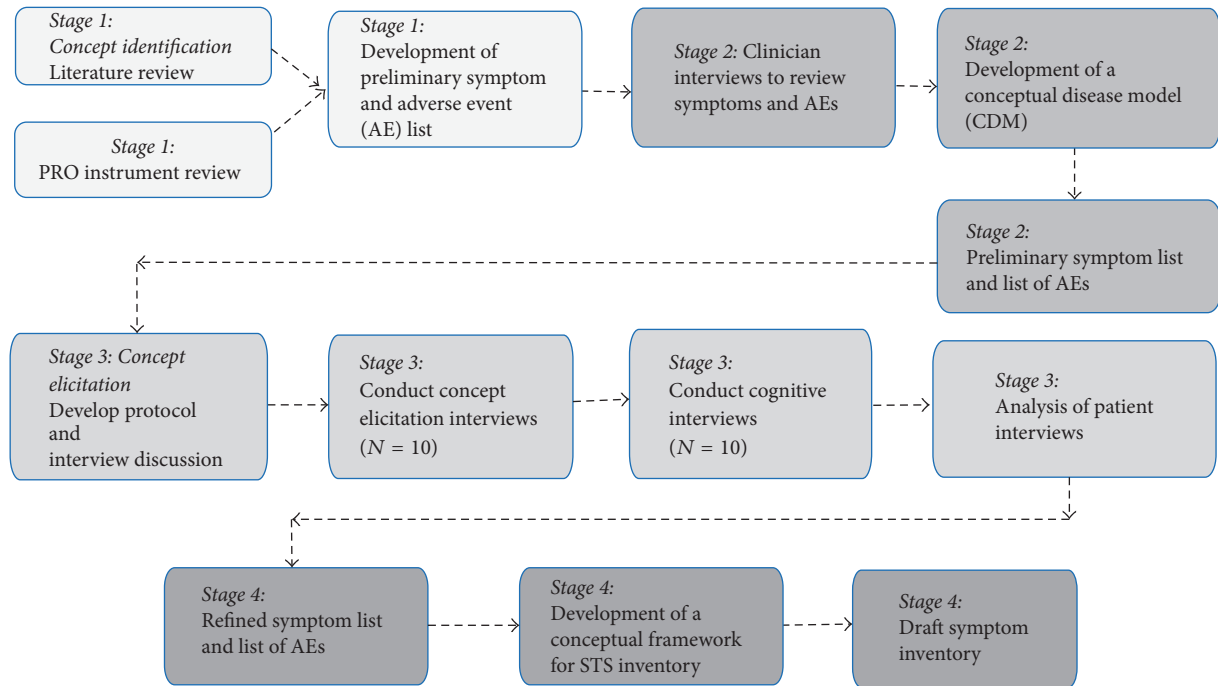 Stage 1:
Concept identification
Literature review
Stage 1:
PRO instrument review
Stage 1:
Development of
preliminary symptom
and adverse event
(AE) list
Stage 2: Clinician
interviews to review
symptoms and AEs
Stage 2:
Development of a
conceptual disease model
(CDM)
Stage 2:
Preliminary symptom list
and list of AEs
Stage 3: Concept
elicitation
Develop protocol
and
interview discussion
Stage 3:
Conduct concept
elicitation interviews
(N = 10)
Stage 3:
Conduct cognitive
interviews
(N = 10)
Stage 3:
Analysis of patient
interviews
Stage 4:
Refined symptom list
and list of AEs
Stage 4:
Development of a
conceptual framework
for STS inventory
Stage 4:
Draft symptom
inventory